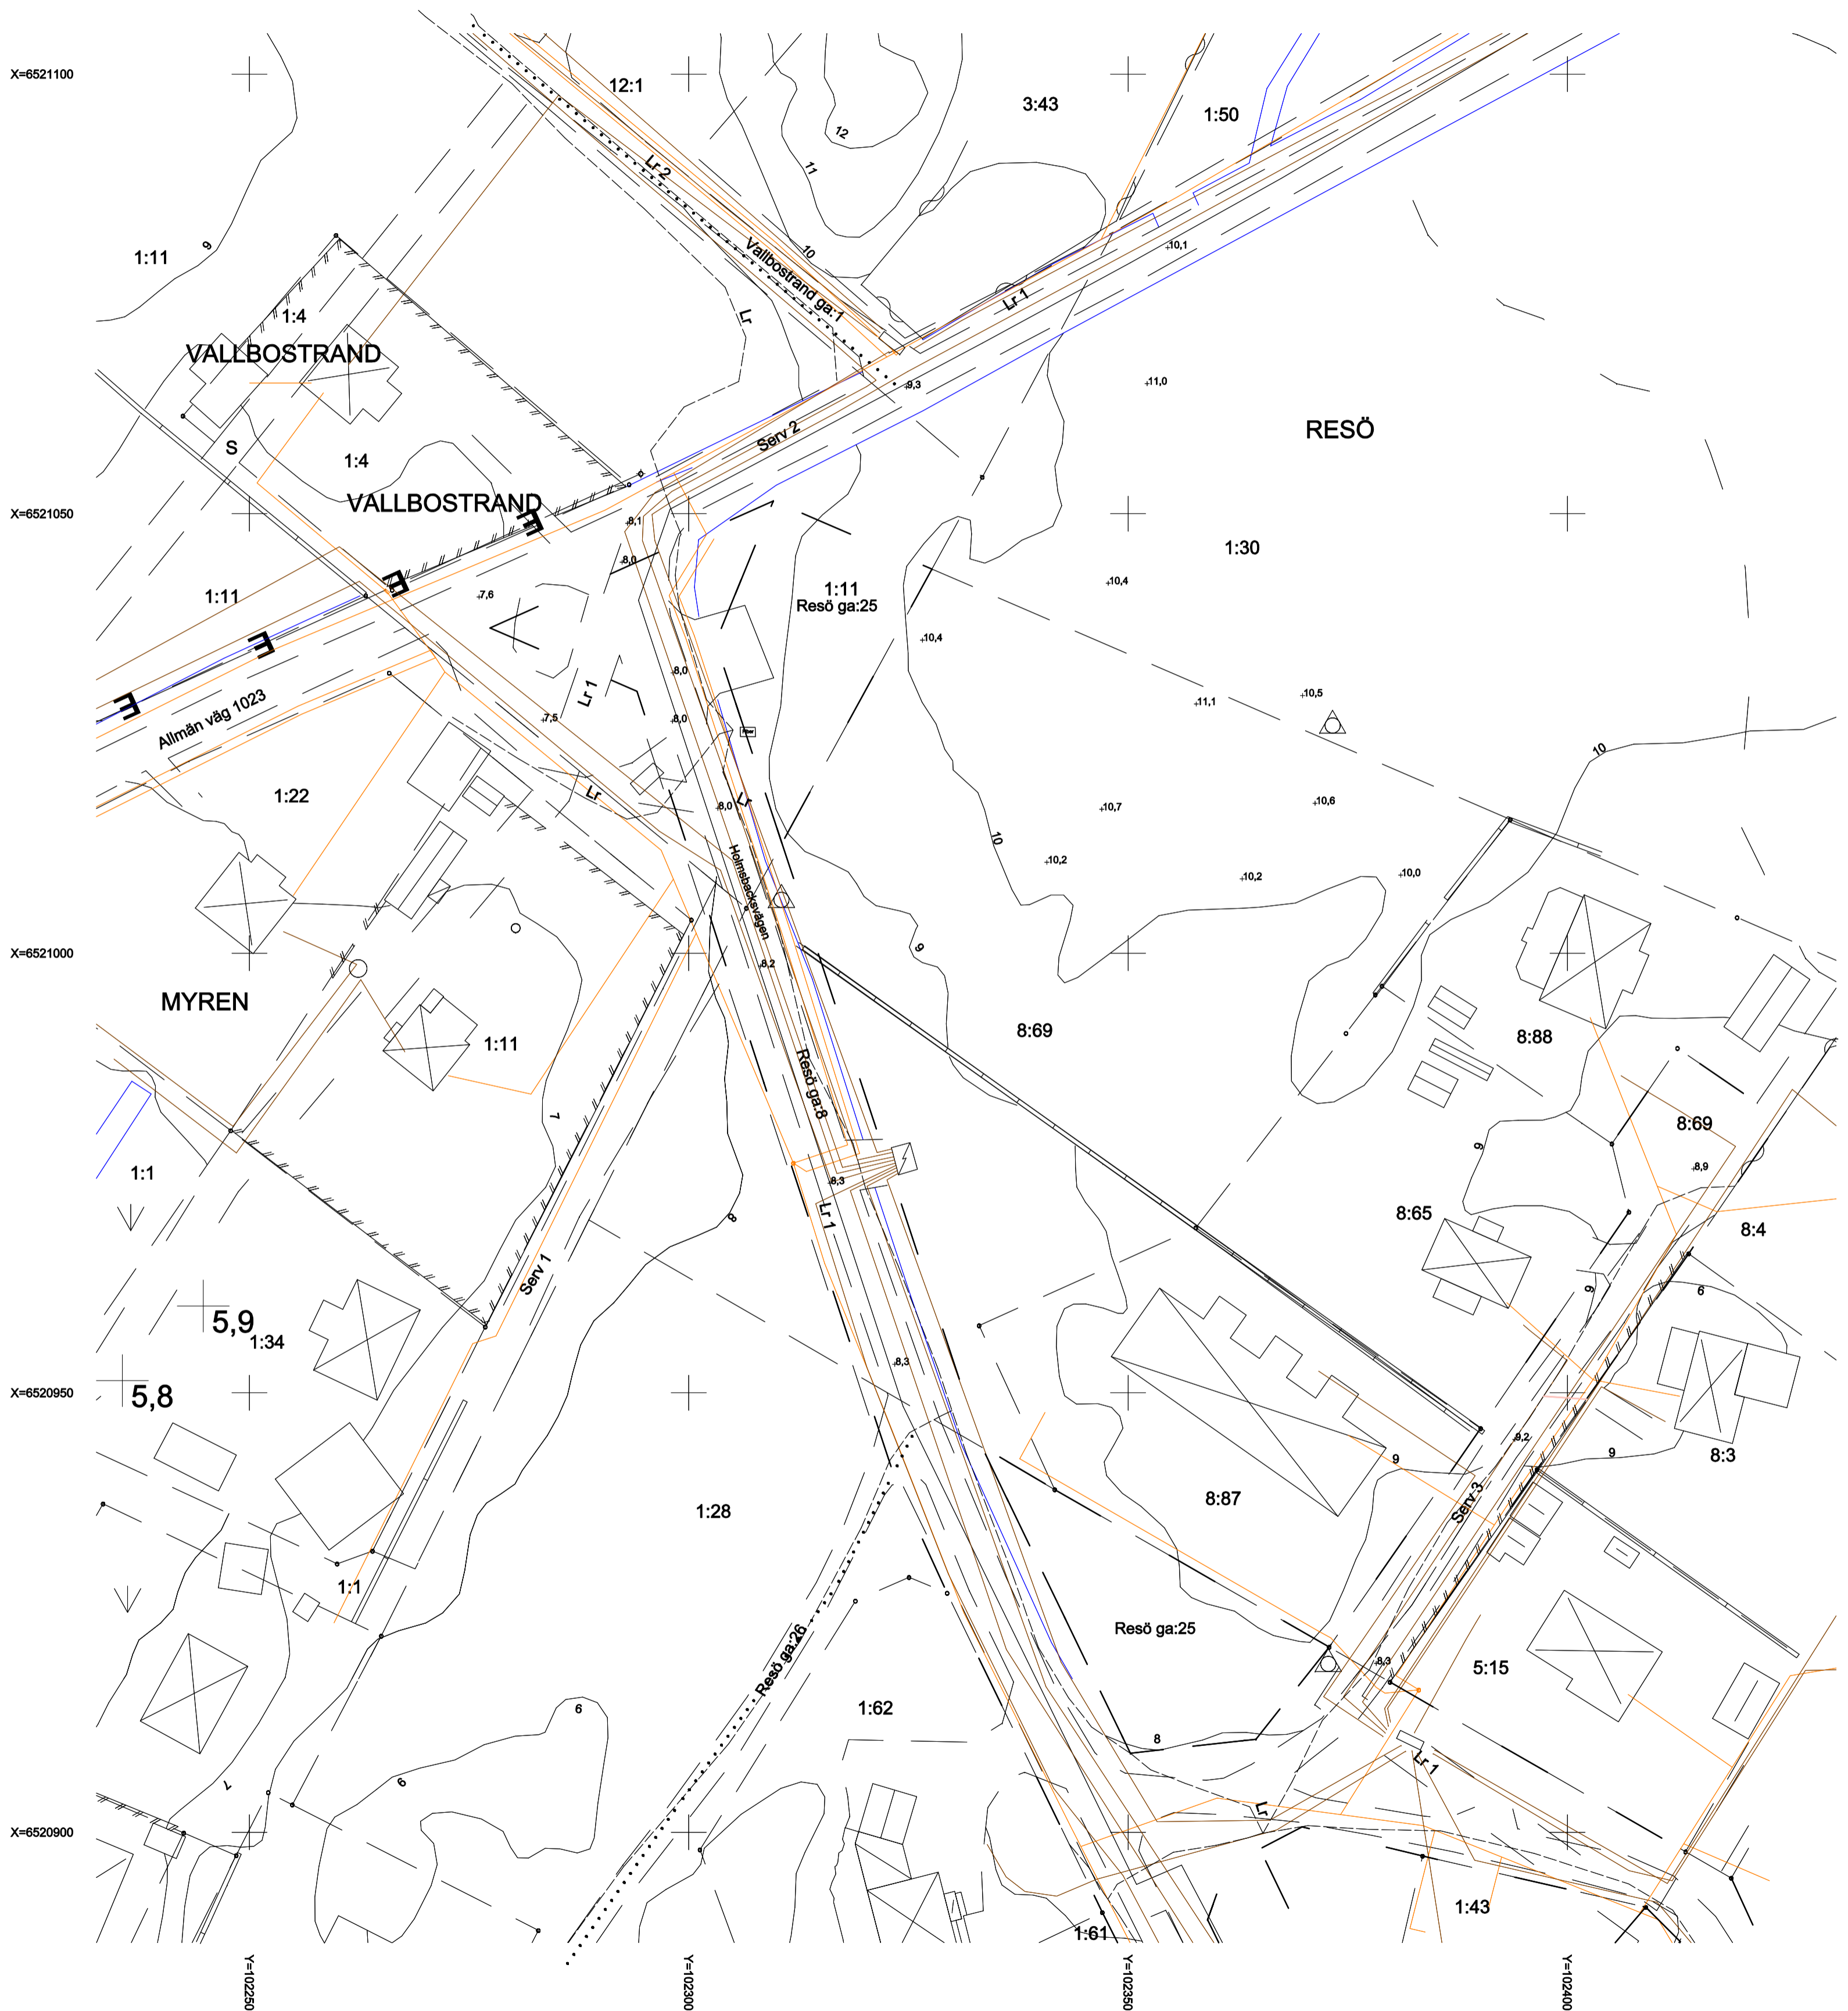 X=6521100
12:1
3:43
1:50
12
11
Lr 2
9
1:11
10
Vallbostrand ga:1
10,1
Lr 1
Lr
1:4
VALLBOSTRAND
9,3
11,0
RESÖ
Serv 2
S
1:4
VALLBOSTRAND
X=6521050
E
8,1
1:30
8,0
E
10,4
1:11
7,6
1:11
Resö ga:25
E
10,4
8,0
10,5
Lr 1
11,1
E
Allmän väg 1023
7,5
8,0
Fiber
10
1:22
Lr
8,0
Lr
10,7
10,6
10
Holmsbacksvägen
10,2
10,2
10,0
9
X=6521000
8,2
MYREN
8:69
8:88
1:11
Resö ga:8
7
8:69
9
1:1
8,3
8,9
Lr 1
8
8:65
8:4
Serv 1
9
6
5,9
1:34
8,3
X=6520950
5,8
9,2
9
9
8:3
1:28
8:87
Serv 3
1:1
Resö ga:26
Resö ga:25
8,3
5:15
6
1:62
8
Lr 1
7
6
Lr
X=6520900
1:43
1:61
Y=102250
Y=102300
Y=102350
Y=102400